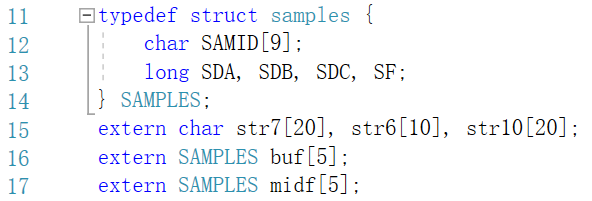 11 typedef struct samples {
12 char SAMID[9];
13 long SDA, SDB, SDC, SF;
14 } SAMPLES;
15 extern char str7[20], str6[10], str10[20];
16 extern SAMPLES buf[5];
17 extern SAMPLES midf[5];